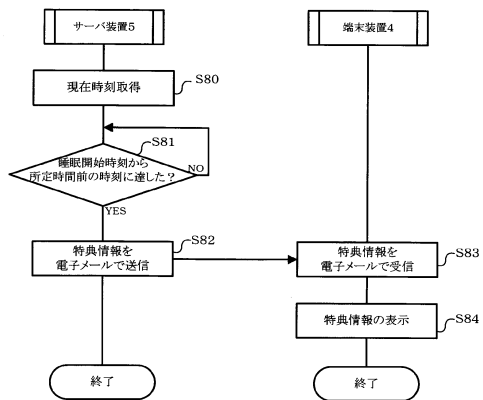 サーバ装置5
端末装置4
現在時刻取得
S80
S81
睡眠開始時刻から
所定時間前の時刻に達した？
NO
YES
特典情報を
電子メールで送信
S82
特典情報を
電子メールで受信
S83
特典情報の表示
S84
終了
終了